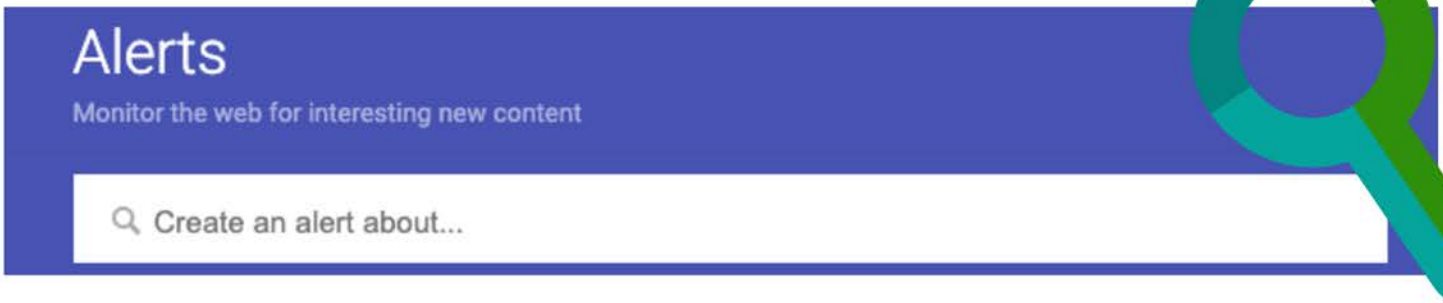 Alerts
Monitor the web for interesting new content
Create an alert about...